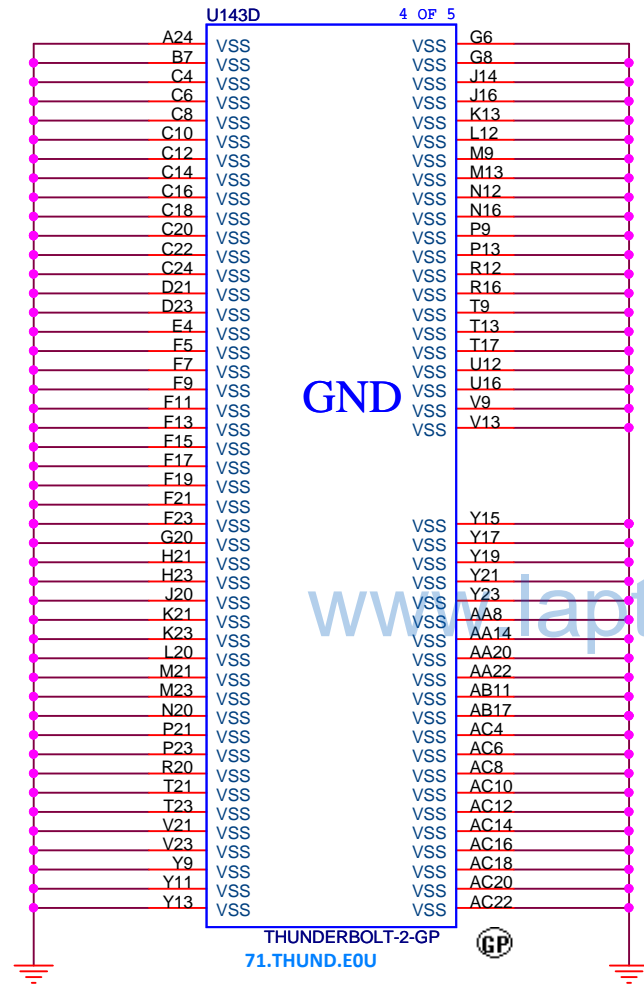 U143D 4 OF 5
A24 VSS VSS G6
B7 VSS VSS G8
C4 VSS VSS J14
C6 VSS VSS J16
C8 VSS VSS K13
C10 VSS VSS L12
C12 VSS VSS M9
C14 VSS VSS M13
C16 VSS VSS N12
C18 VSS VSS N16
C20 VSS VSS P9
C22 VSS VSS P13
C24 VSS VSS R12
D21 VSS VSS R16
D23 VSS VSS T9
E4 VSS VSS T13
F5 VSS VSS T17
F7 VSS VSS U12
F9 VSS VSS U16
F11 VSS GND VSS V9
F13 VSS VSS V13
F15 VSS
F17 VSS
F19 VSS
F21 VSS
F23 VSS VSS Y15
G20 VSS VSS Y17
H21 VSS VSS Y19
H23 VSS VSS Y21
J20 VSS VSS Y23
K21 VSS VSS AA8
www.lapt
K23 VSS VSS AA14
L20 VSS VSS AA20
M21 VSS VSS AA22
M23 VSS VSS AB11
N20 VSS VSS AB17
P21 VSS VSS AC4
P23 VSS VSS AC6
R20 VSS VSS AC8
T21 VSS VSS AC10
T23 VSS VSS AC12
V21 VSS VSS AC14
V23 VSS VSS AC16
Y9 VSS VSS AC18
Y11 VSS VSS AC20
Y13 VSS VSS AC22
THUNDERBOLT-2-GP GP
71.THUND.E0U